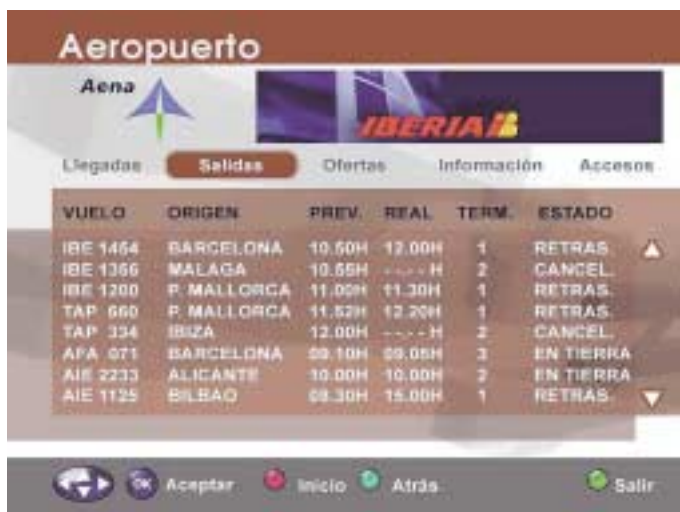 Aeropuerto
Aena
IBERIA IB
Llegadas Salidas Ofertas Información Accesos
VUELO ORIGEN PREV. REAL TERM. ESTADO
IBE 1454 BARCELONA 10.50H 12.00H 1 RETRAS.
IBE 1356 MALAGA 10.55H --.--H 2 CANCEL.
IBE 1200 P. MALLORCA 11.00H 11.30H 1 RETRAS.
TAP 660 P. MALLORCA 11.52H 12.20H 1 RETRAS.
TAP 334 IBIZA 12.00H --.--H 2 CANCEL.
AFA 071 BARCELONA 09.10H 09.05H 3 EN TIERRA
AIE 2233 ALICANTE 10.00H 10.00H 2 EN TIERRA
AIE 1125 BILBAO 15.00H 1 RETRAS.
OK Aceptar Inicio Atrás Salir